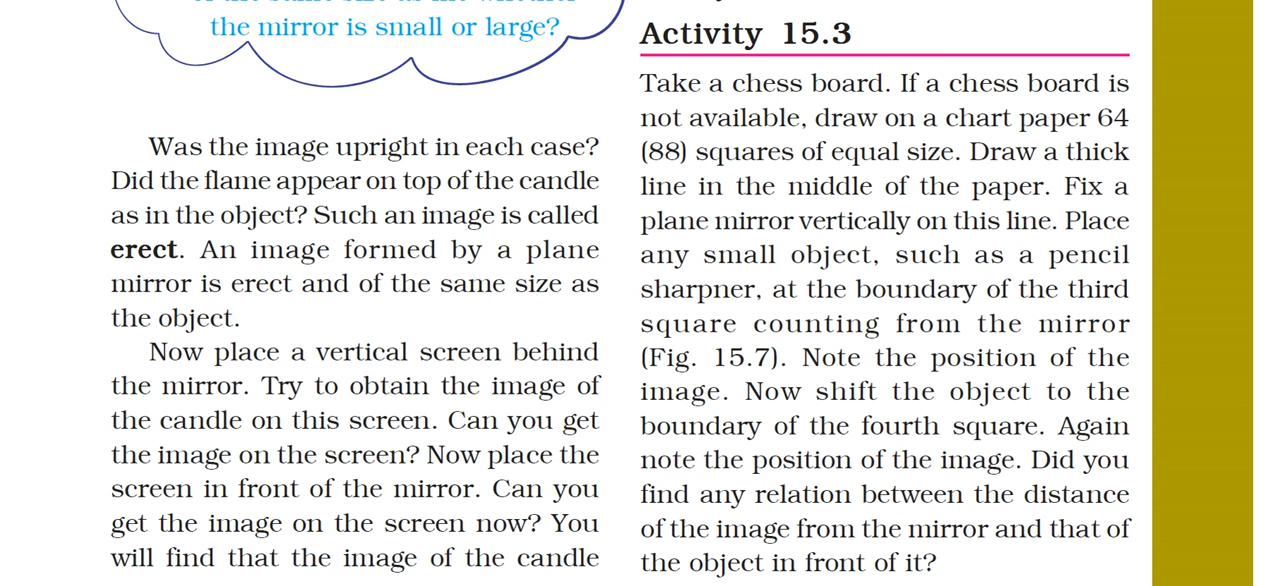 the mirror is small or large?
Was the image upright in each case?
Did the flame appear on top of the candle
as in the object? Such an image is called
erect. An image formed by a plane
mirror is erect and of the same size as
the object.
Now place a vertical screen behind
the mirror. Try to obtain the image of
the candle on this screen. Can you get
the image on the screen? Now place the
screen in front of the mirror. Can you
get the image on the screen now? You
will find that the image of the candle
Activity 15.3
Take a chess board. If a chess board is
not available, draw on a chart paper 64
(88) squares of equal size. Draw a thick
line in the middle of the paper. Fix a
plane mirror vertically on this line. Place
any small object, such as a pencil
sharpner, at the boundary of the third
square counting from the mirror
(Fig. 15.7). Note the position of the
image. Now shift the object to the
boundary of the fourth square. Again
note the position of the image. Did you
find any relation between the distance
of the image from the mirror and that of
the object in front of it?